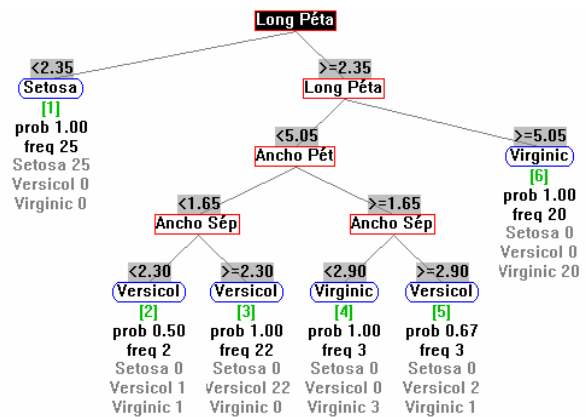 Long Péta
<2.35
>=2.35
Setosa
Long Péta
[1]
prob 1.00
freq 25
Setosa 25
Versicol 0
Virginic 0
<5.05
>=5.05
Ancho Pét
Virginic
[6]
prob 1.00
freq 20
Setosa 0
Versicol 0
Virginic 20
<1.65
>=1.65
Ancho Sép
Ancho Sép
<2.30
>=2.30
<2.90
>=2.90
Versicol
Versicol
Virginic
Versicol
[2]
prob 0.50
freq 2
Setosa 0
Versicol 1
Virginic 1
[3]
prob 1.00
freq 22
Setosa 0
Versicol 22
Virginic 0
[4]
prob 1.00
freq 3
Setosa 0
Versicol 0
Virginic 3
[5]
prob 0.67
freq 3
Setosa 0
Versicol 2
Virginic 1